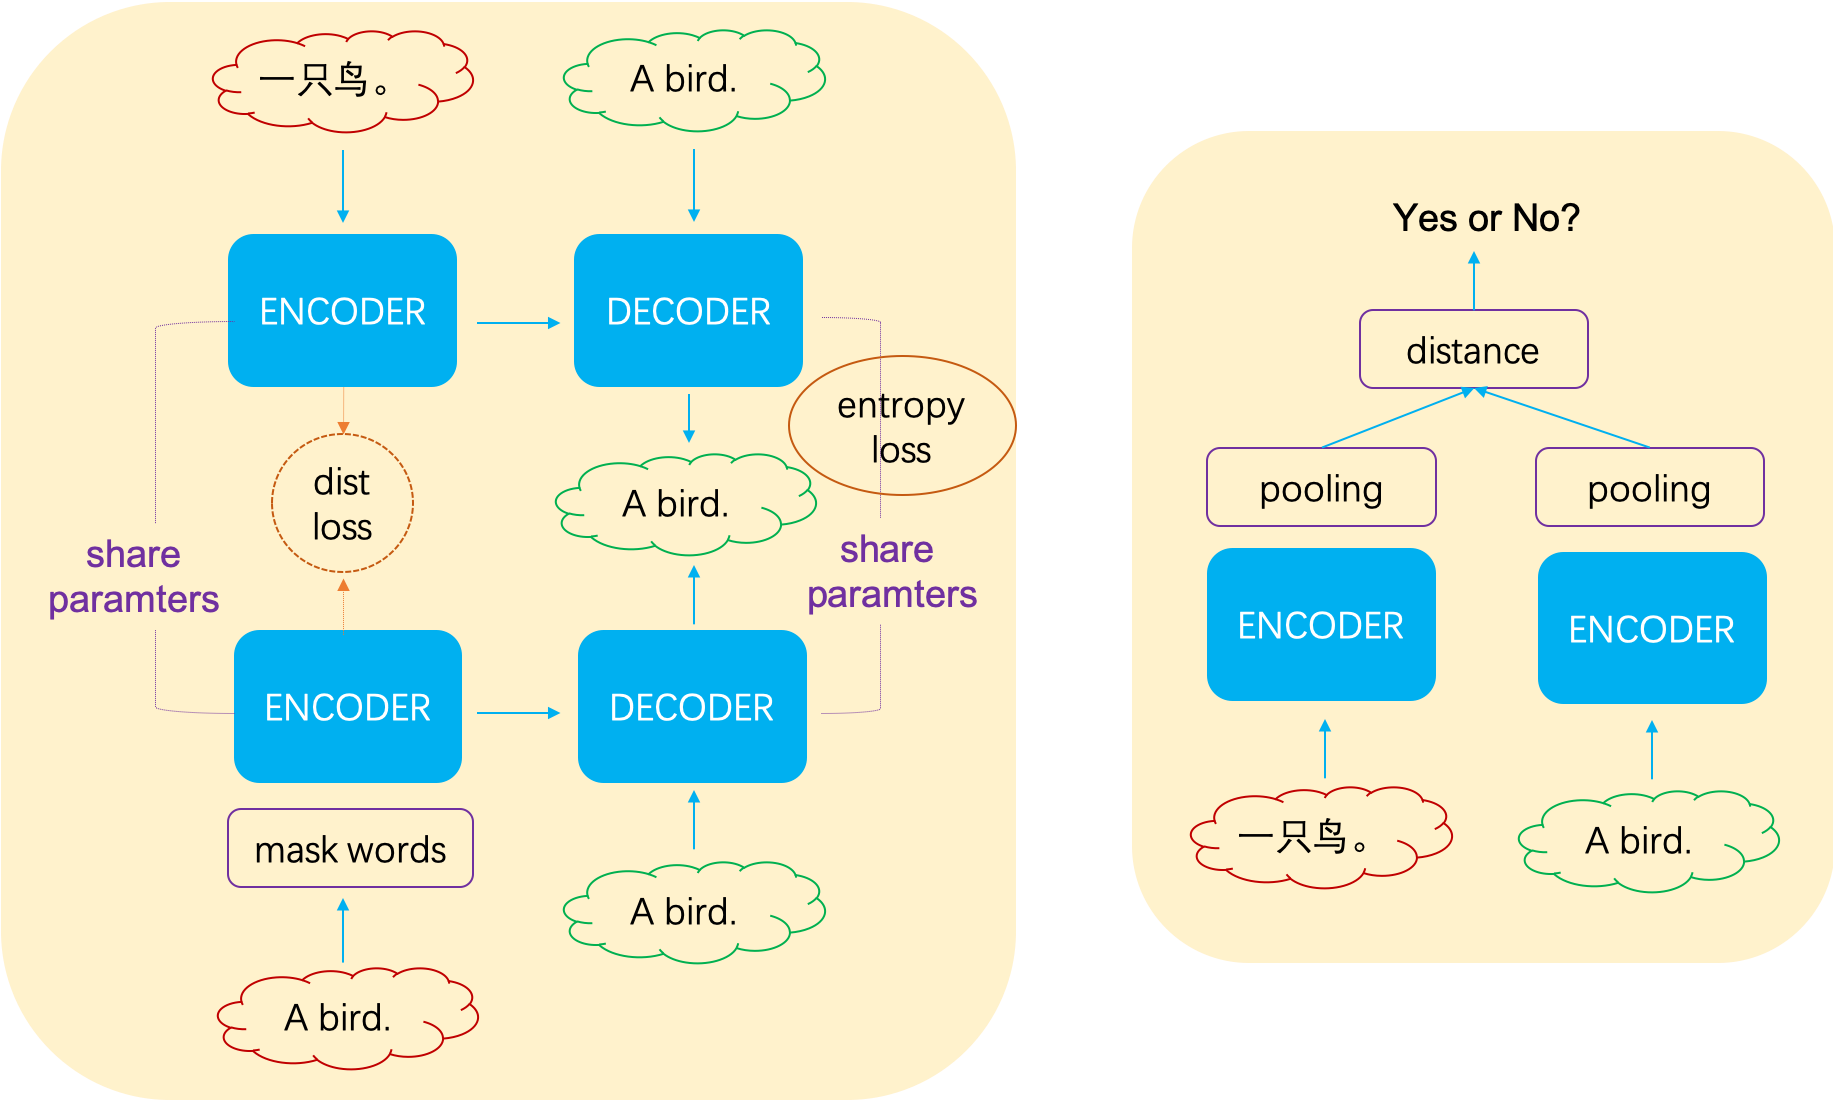 一只鸟。
A bird.
ENCODER
DECODER
entropy
loss
dist
loss
A bird.
share
paramters
share
paramters
ENCODER
DECODER
mask words
A bird.
A bird.
Yes or No?
distance
pooling
pooling
ENCODER
ENCODER
一只鸟。
A bird.